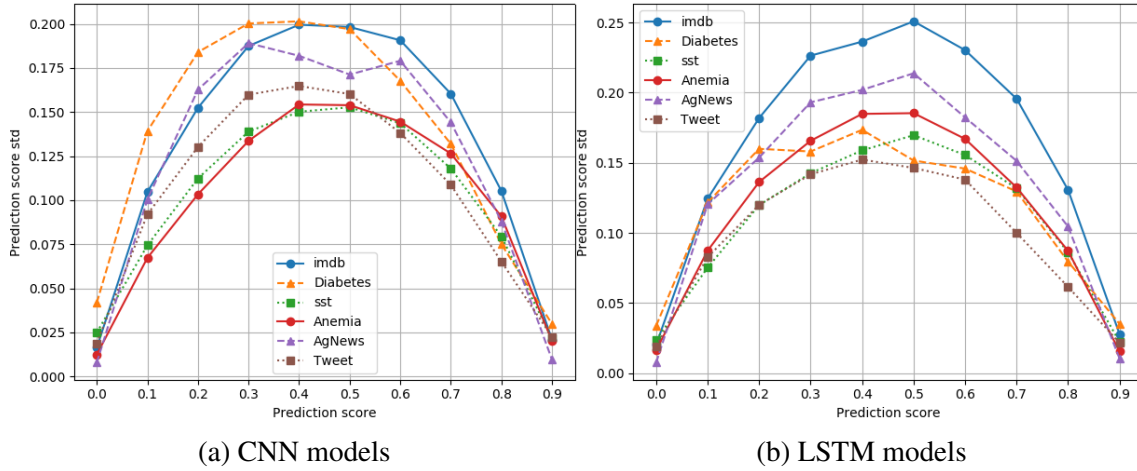 0.200
0.175
0.150
0.125
0.100
0.075
0.050
0.025
0.000
Prediction score std
imdb
Diabetes
sst
Anemia
AgNews
Tweet
0.0 0.1 0.2 0.3 0.4 0.5 0.6 0.7 0.8 0.9
Prediction score
(a) CNN models
0.25
0.20
0.15
0.10
0.05
0.00
Prediction score std
imdb
Diabetes
sst
Anemia
AgNews
Tweet
0.0 0.1 0.2 0.3 0.4 0.5 0.6 0.7 0.8 0.9
Prediction score
(b) LSTM models